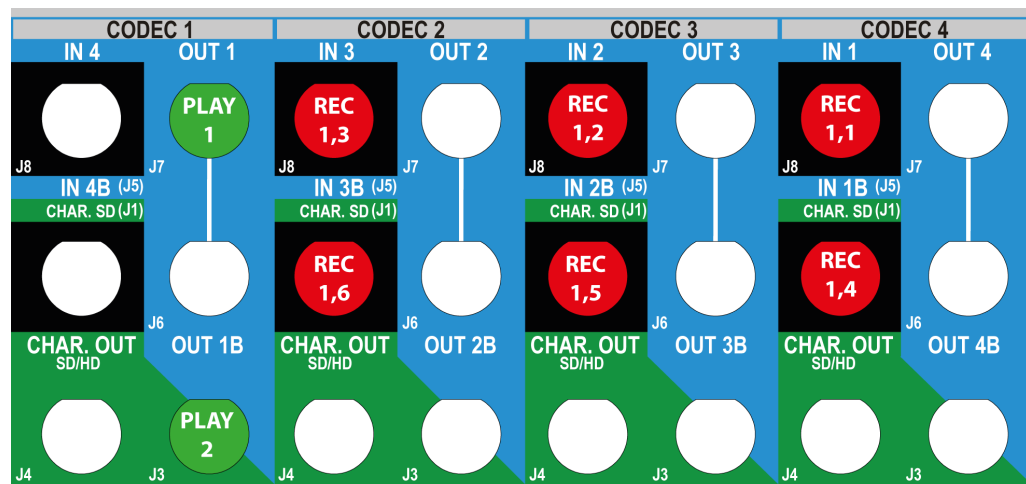 CODEC 1 CODEC 2 CODEC 3 CODEC 4
IN 4 OUT 1 IN 3 OUT 2 IN 2 OUT 3 IN 1 OUT 4
PLAY REC REC REC
1 1,3 1,2 1,1
J8 J7 J8 J7 J8 J7 J8 J7
IN 4B (J5) IN 3B (J5) IN 2B (J5) IN 1B (J5)
CHAR. SD (J1) CHAR. SD (J1) CHAR. SD (J1) CHAR. SD (J1)
REC REC REC
1,6 1,5 1,4
J6 J6 J6 J6
CHAR. OUT OUT 1B CHAR. OUT OUT 2B CHAR. OUT OUT 3B CHAR. OUT OUT 4B
SD/HD SD/HD SD/HD SD/HD
PLAY
2
J4 J3 J4 J3 J4 J3 J4 J3